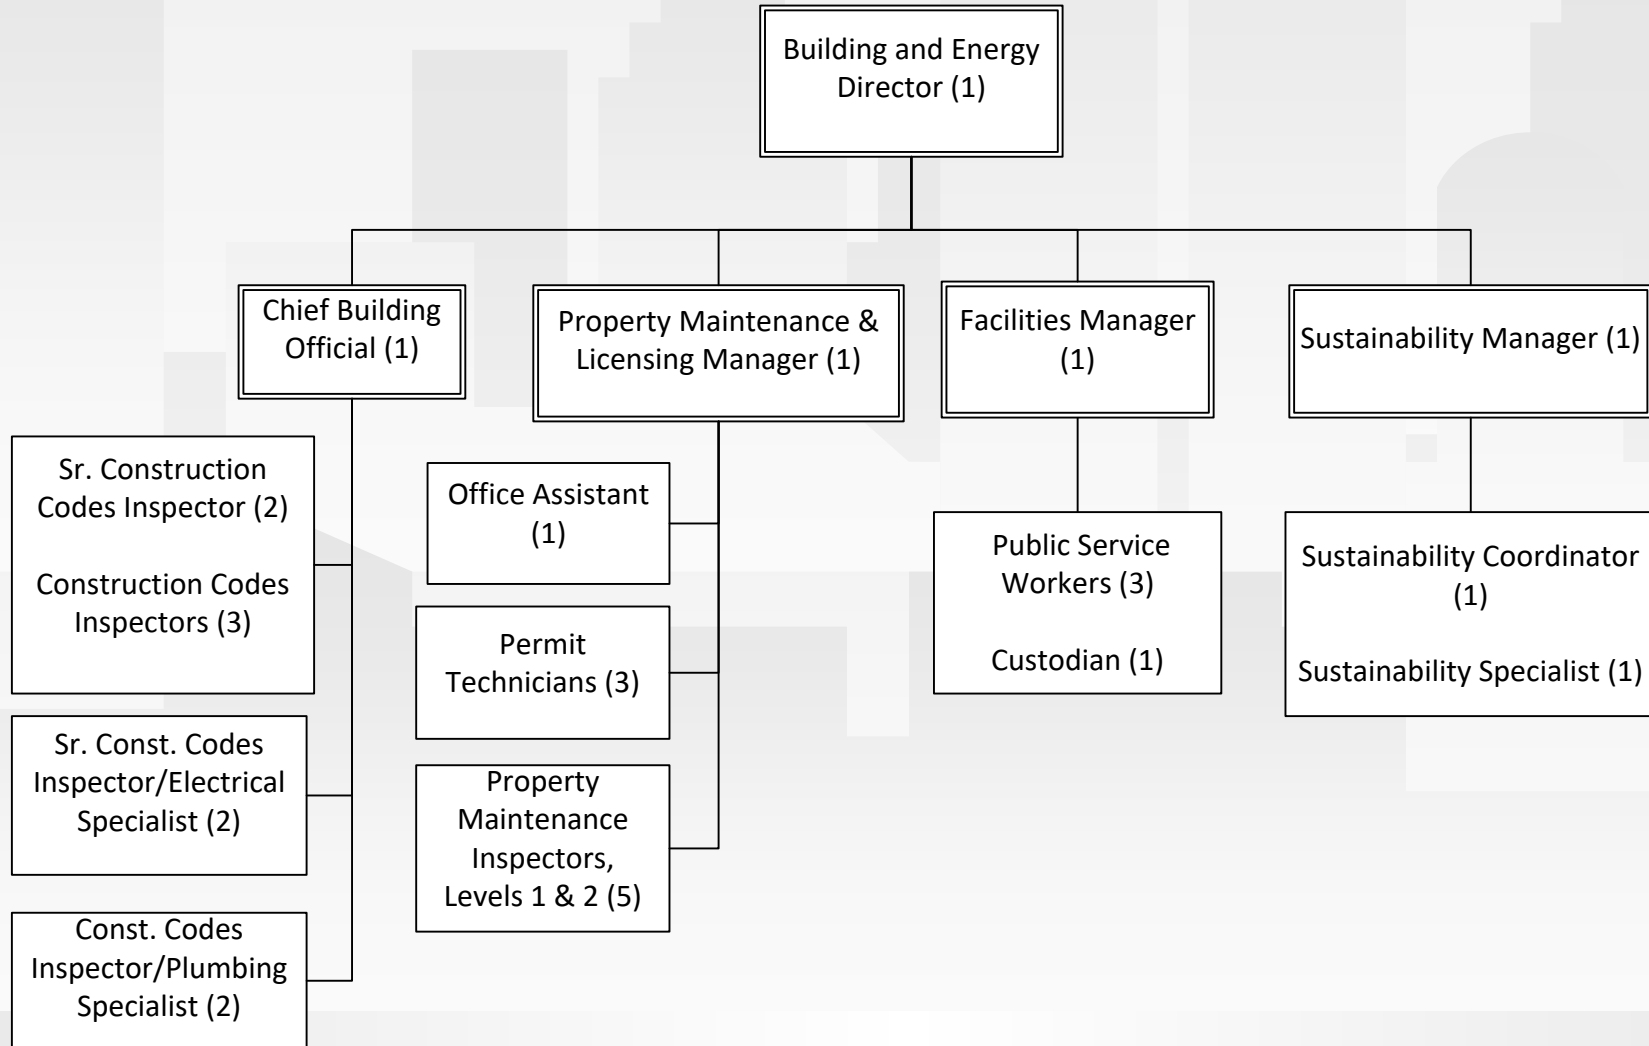 Building and Energy
Director (1)
Chief Building
Official (1)
Property Maintenance &
Licensing Manager (1)
Facilities Manager
(1)
Sustainability Manager (1)
Sr. Construction
Codes Inspector (2)
Construction Codes
Inspectors (3)
Sr. Const. Codes
Inspector/Electrical
Specialist (2)
Const. Codes
Inspector/Plumbing
Specialist (2)
Office Assistant
(1)
Permit
Technicians (3)
Property
Maintenance
Inspectors,
Levels 1 & 2 (5)
Public Service
Workers (3)
Custodian (1)
Sustainability Coordinator
(1)
Sustainability Specialist (1)